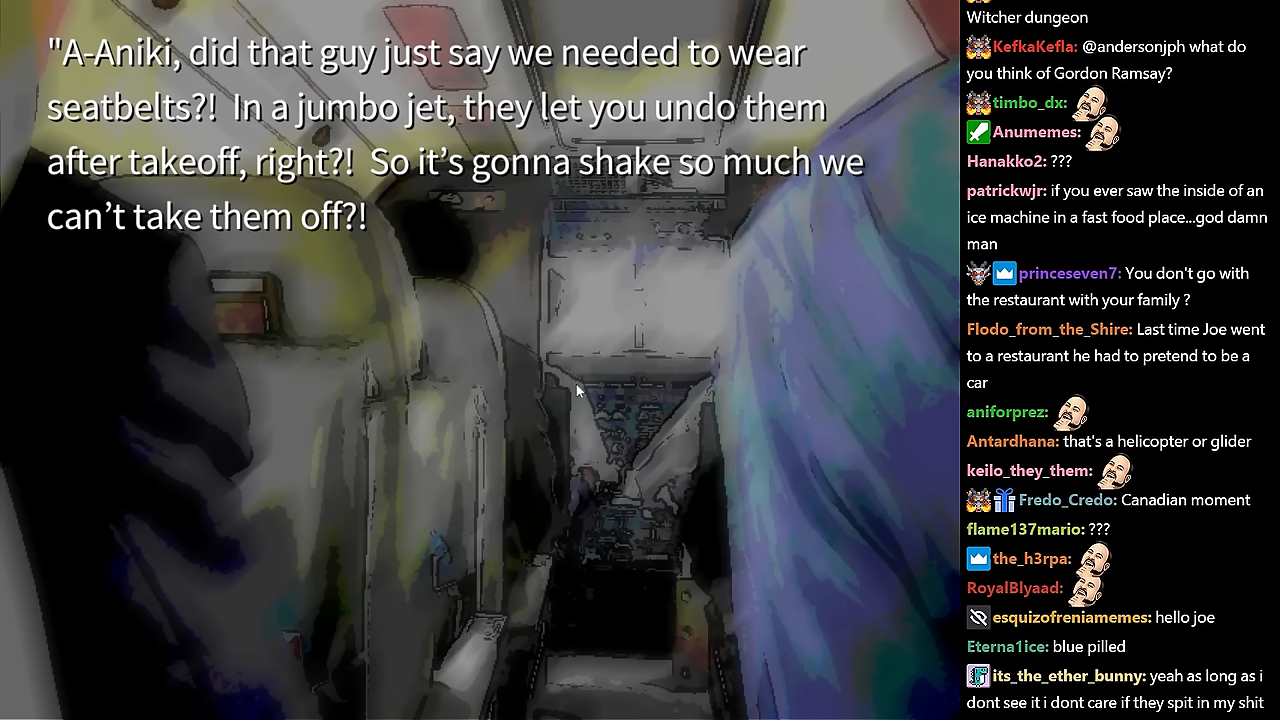 "A-Aniki, did that guy just say we needed to wear
seatbelts?!  In a jumbo jet, they let you undo them
after takeoff, right?!  So it’s gonna shake so much we
can’t take them off?!
Witcher dungeon
KefkaKefla: @andersonjph what do
you think of Gordon Ramsay?
timbo_dx:
Anumemes:
Hanakko2: ???
patrickwjr: if you ever saw the inside of an
ice machine in a fast food place...god damn
man
princeseven7: You don't go with
the restaurant with your family ?
Flodo_from_the_Shire: Last time Joe went
to a restaurant he had to pretend to be a
car
aniforprez:
Antardhana: that's a helicopter or glider
keilo_they_them:
Fredo_Credo: Canadian moment
flame137mario: ???
the_h3rpa:
RoyalBlyaad:
esquizofreniamemes: hello joe
Eterna1ice: blue pilled
its_the_ether_bunny: yeah as long as i
dont see it i dont care if they spit in my shit